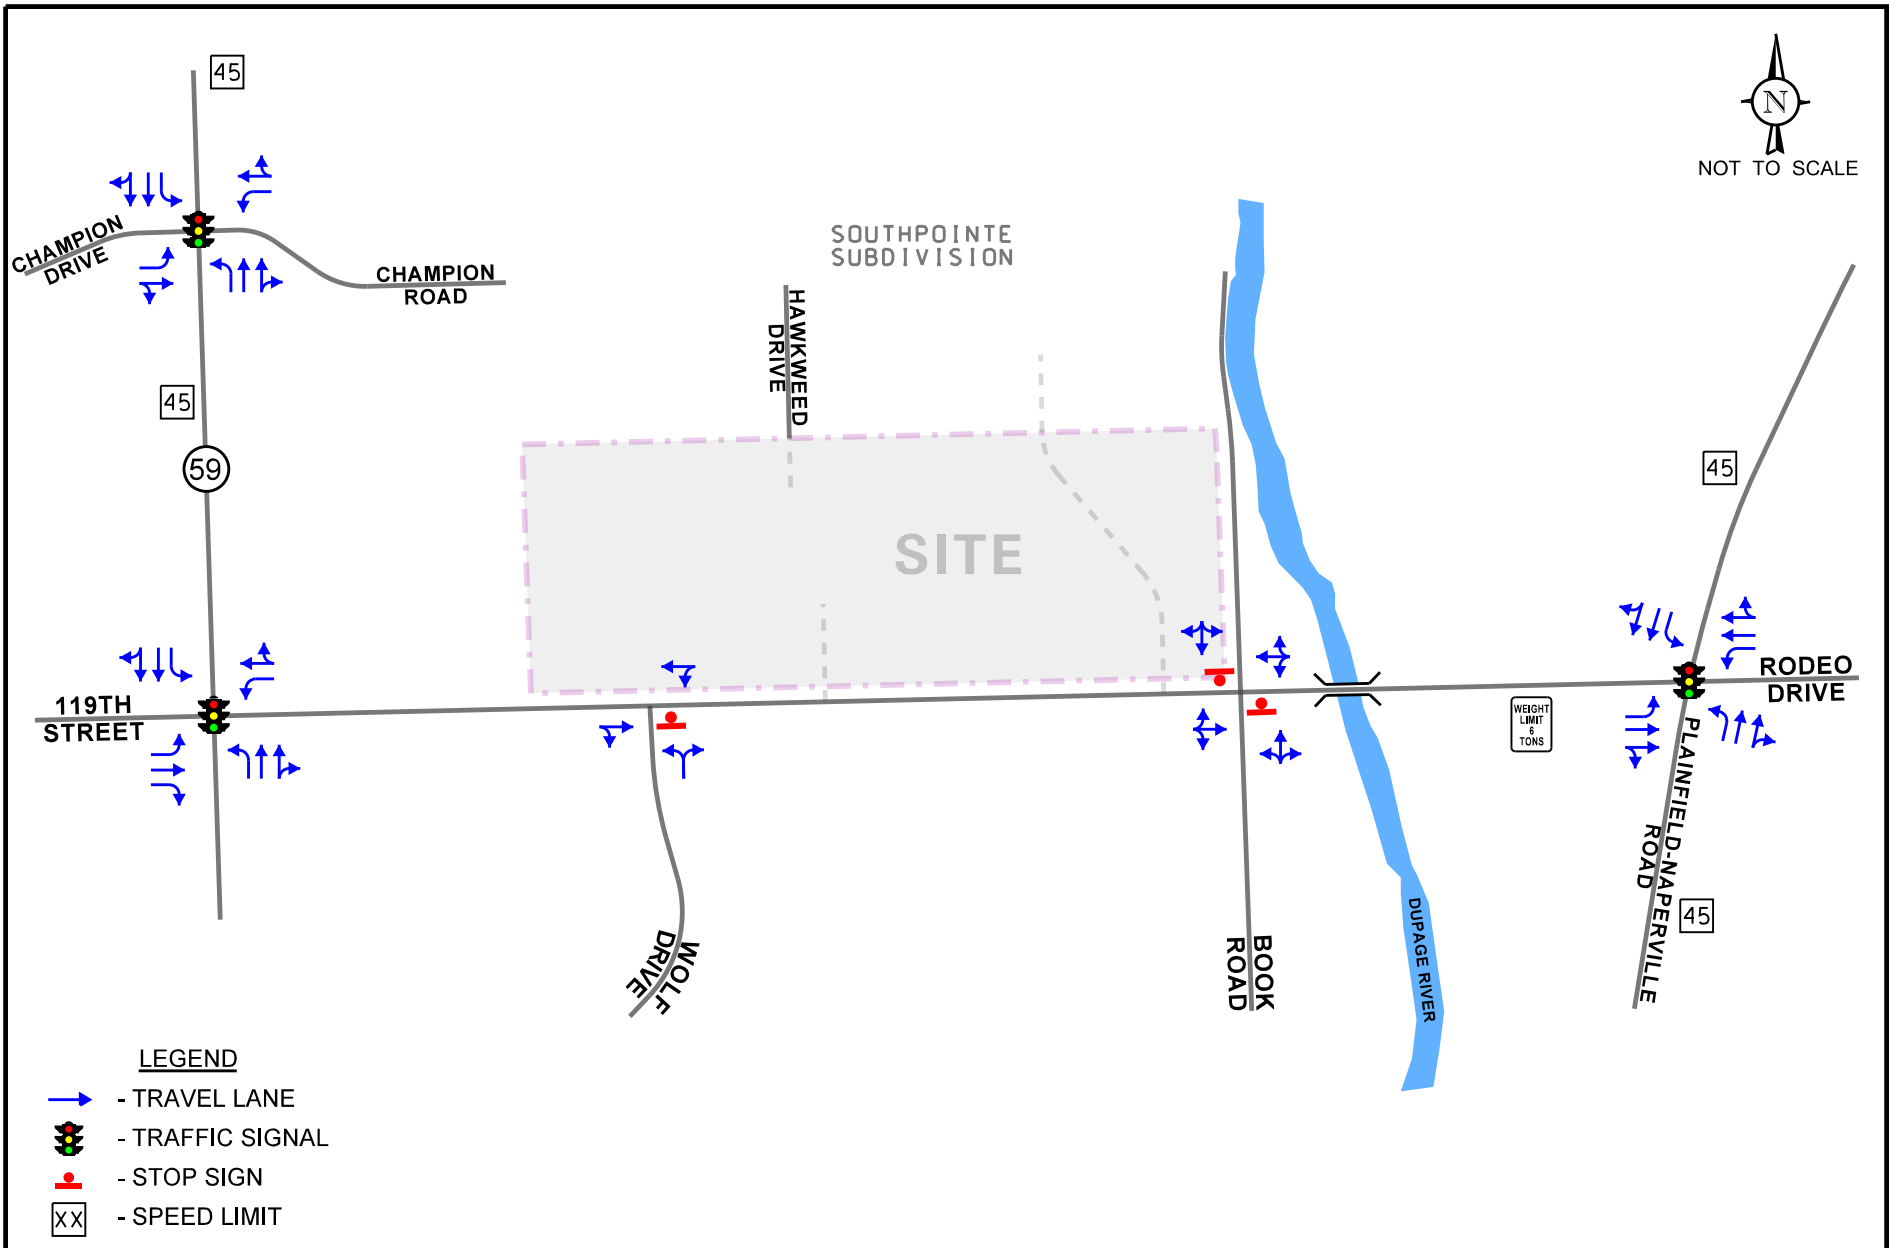 45
N
NOT TO SCALE
CHAMPION
DRIVE
CHAMPION
ROAD
SOUTHPOINTE
SUBDIVISION
HAWKWEED
DRIVE
45
59
45
SITE
119TH
STREET
RODEO
DRIVE
WEIGHT
LIMIT
6
TONS
PLAINFIELD-NAPERVILLE
ROAD
45
WOLF
DRIVE
BOOK
ROAD
DUPAGE RIVER
LEGEND
- TRAVEL LANE
- TRAFFIC SIGNAL
- STOP SIGN
XX - SPEED LIMIT